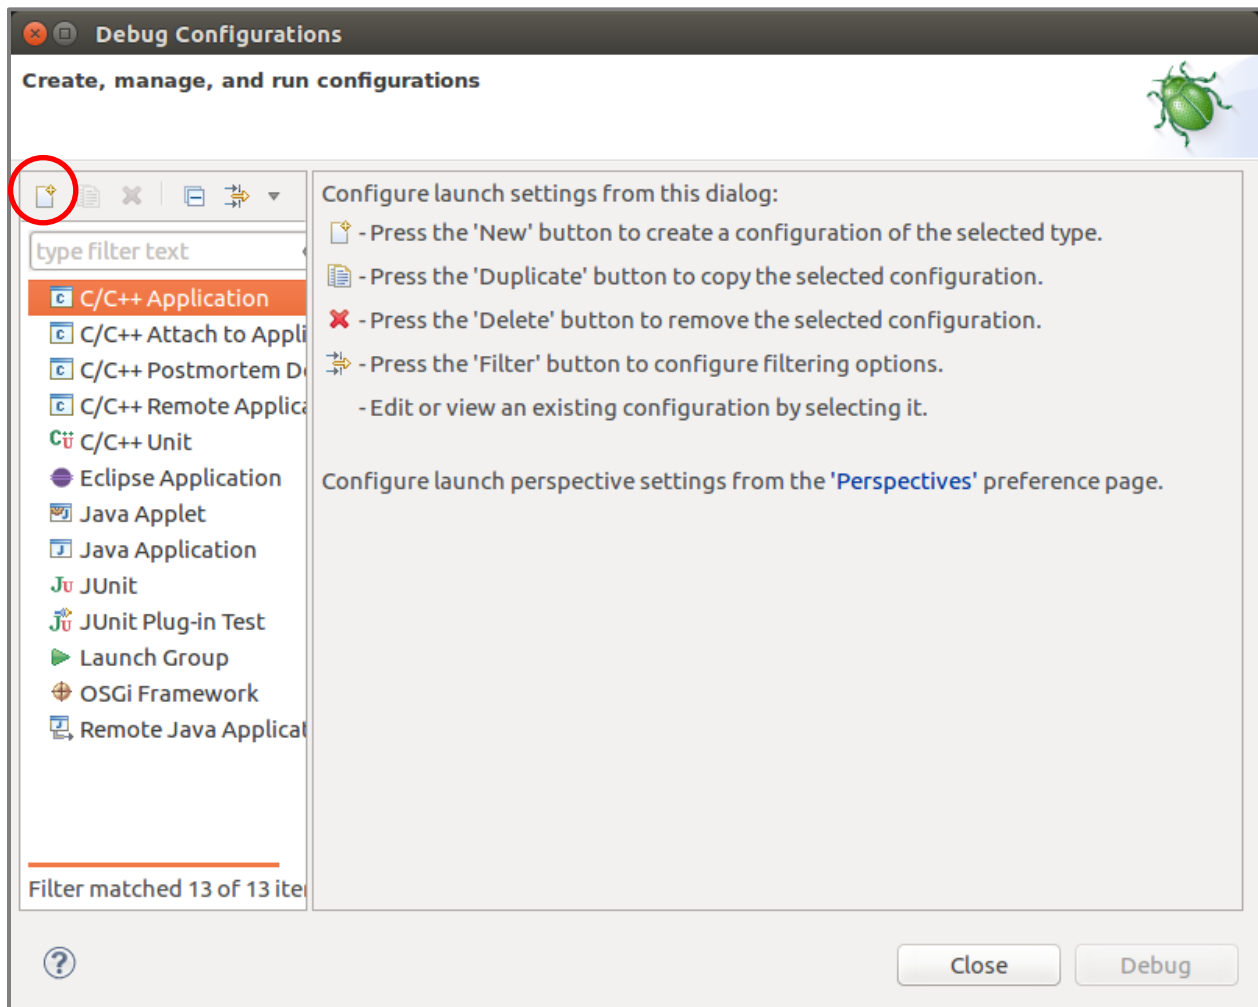 Debug Configurations
Create, manage, and run configurations
type filter text
C/C++ Application
C/C++ Attach to Appli
C/C++ Postmortem D
C/C++ Remote Applica
C/C++ Unit
Eclipse Application
Java Applet
Java Application
JUnit
JUnit Plug-in Test
Launch Group
OSGi Framework
Remote Java Applicat
Filter matched 13 of 13 iter
Configure launch settings from this dialog:
- Press the 'New' button to create a configuration of the selected type.
- Press the 'Duplicate' button to copy the selected configuration.
- Press the 'Delete' button to remove the selected configuration.
- Press the 'Filter' button to configure filtering options.
- Edit or view an existing configuration by selecting it.
Configure launch perspective settings from the 'Perspectives' preference page.
Close
Debug